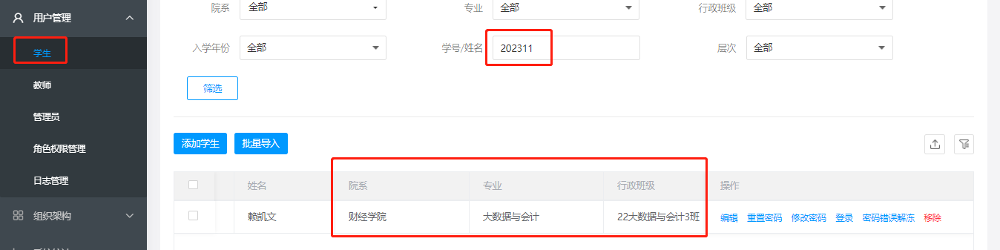 用户管理
学生
教师
管理员
角色权限管理
日志管理
组织架构
院系 全部 专业 全部 行政班级 全部
入学年份 全部 学号/姓名 202311 层次 全部
筛选
添加学生 批量导入
姓名 院系 专业 行政班级 操作
赖凯文 财经学院 大数据与会计 22大数据与会计3班 编辑 重置密码 修改密码 登录 密码错误解冻 移除